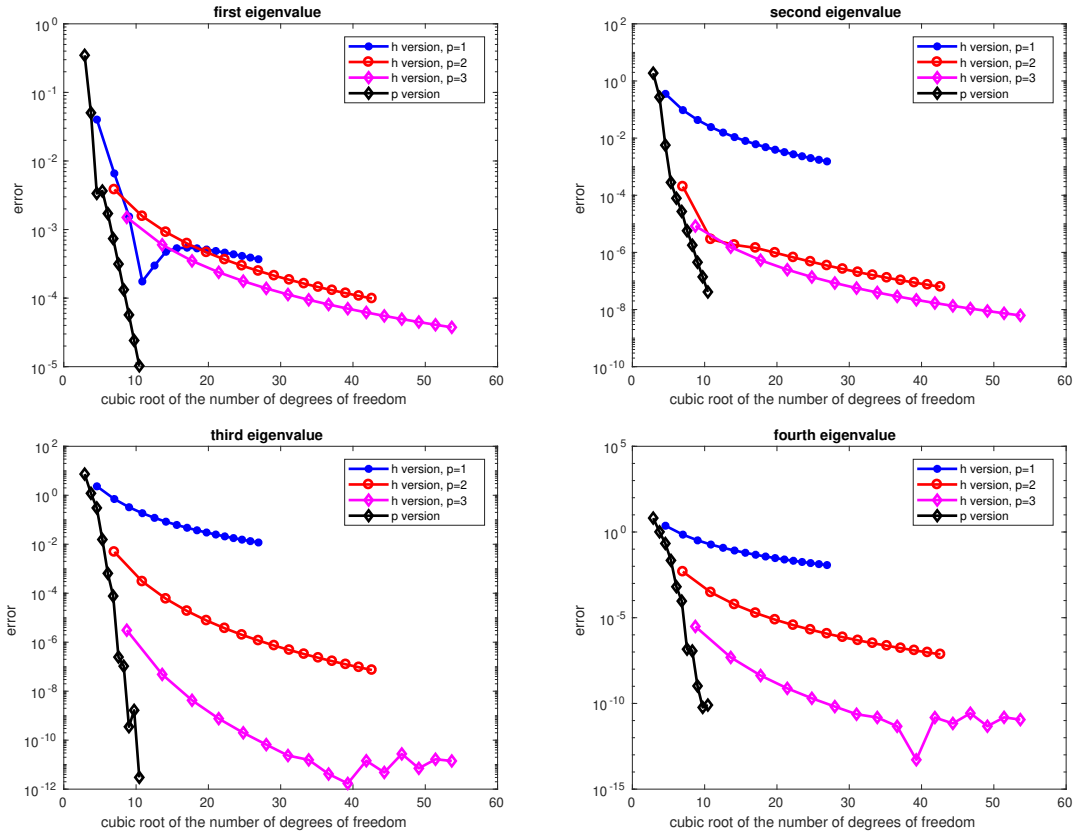 first eigenvalue
10^0
10^-1
10^-2
10^-3
10^-4
10^-5
error
0 10 20 30 40 50 60
cubic root of the number of degrees of freedom
h version, p=1
h version, p=2
h version, p=3
p version
second eigenvalue
10^2
10^0
10^-2
10^-4
10^-6
10^-8
10^-10
error
0 10 20 30 40 50 60
cubic root of the number of degrees of freedom
h version, p=1
h version, p=2
h version, p=3
p version
third eigenvalue
10^2
10^0
10^-2
10^-4
10^-6
10^-8
10^-10
10^-12
error
0 10 20 30 40 50 60
cubic root of the number of degrees of freedom
h version, p=1
h version, p=2
h version, p=3
p version
fourth eigenvalue
10^5
10^0
10^-5
10^-10
10^-15
error
0 10 20 30 40 50 60
cubic root of the number of degrees of freedom
h version, p=1
h version, p=2
h version, p=3
p version